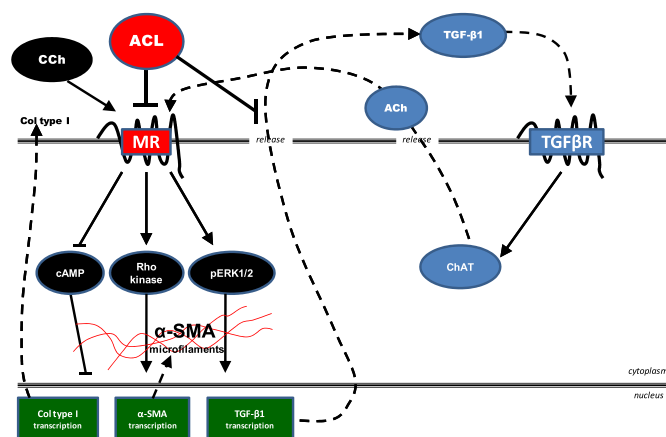 TGF-β1
ACL
CCh
ACh
Col type I
release
release
MR
TGFβR
cAMP
Rho
kinase
pERK1/2
ChAT
α-SMA
microfilaments
cytoplasm
nucleus
Col type I
transcription
α-SMA
transcription
TGF-β1
transcription